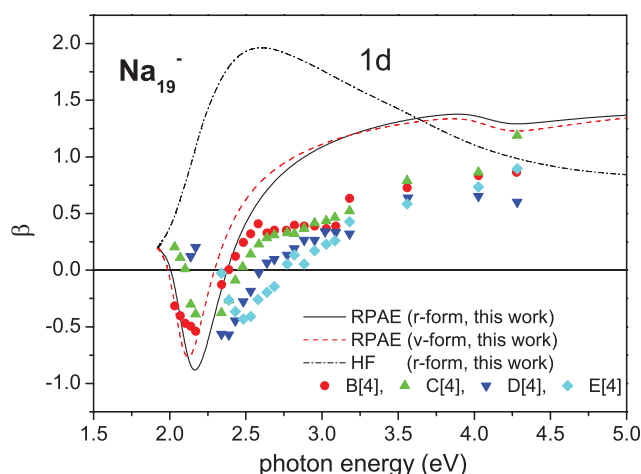 Na19-
1d
2.0
1.5
1.0
0.5
0.0
-0.5
-1.0
β
RPAE (r-form, this work)
RPAE (v-form, this work)
HF (r-form, this work)
B[4], C[4], D[4], E[4]
1.5 2.0 2.5 3.0 3.5 4.0 4.5 5.0
photon energy (eV)